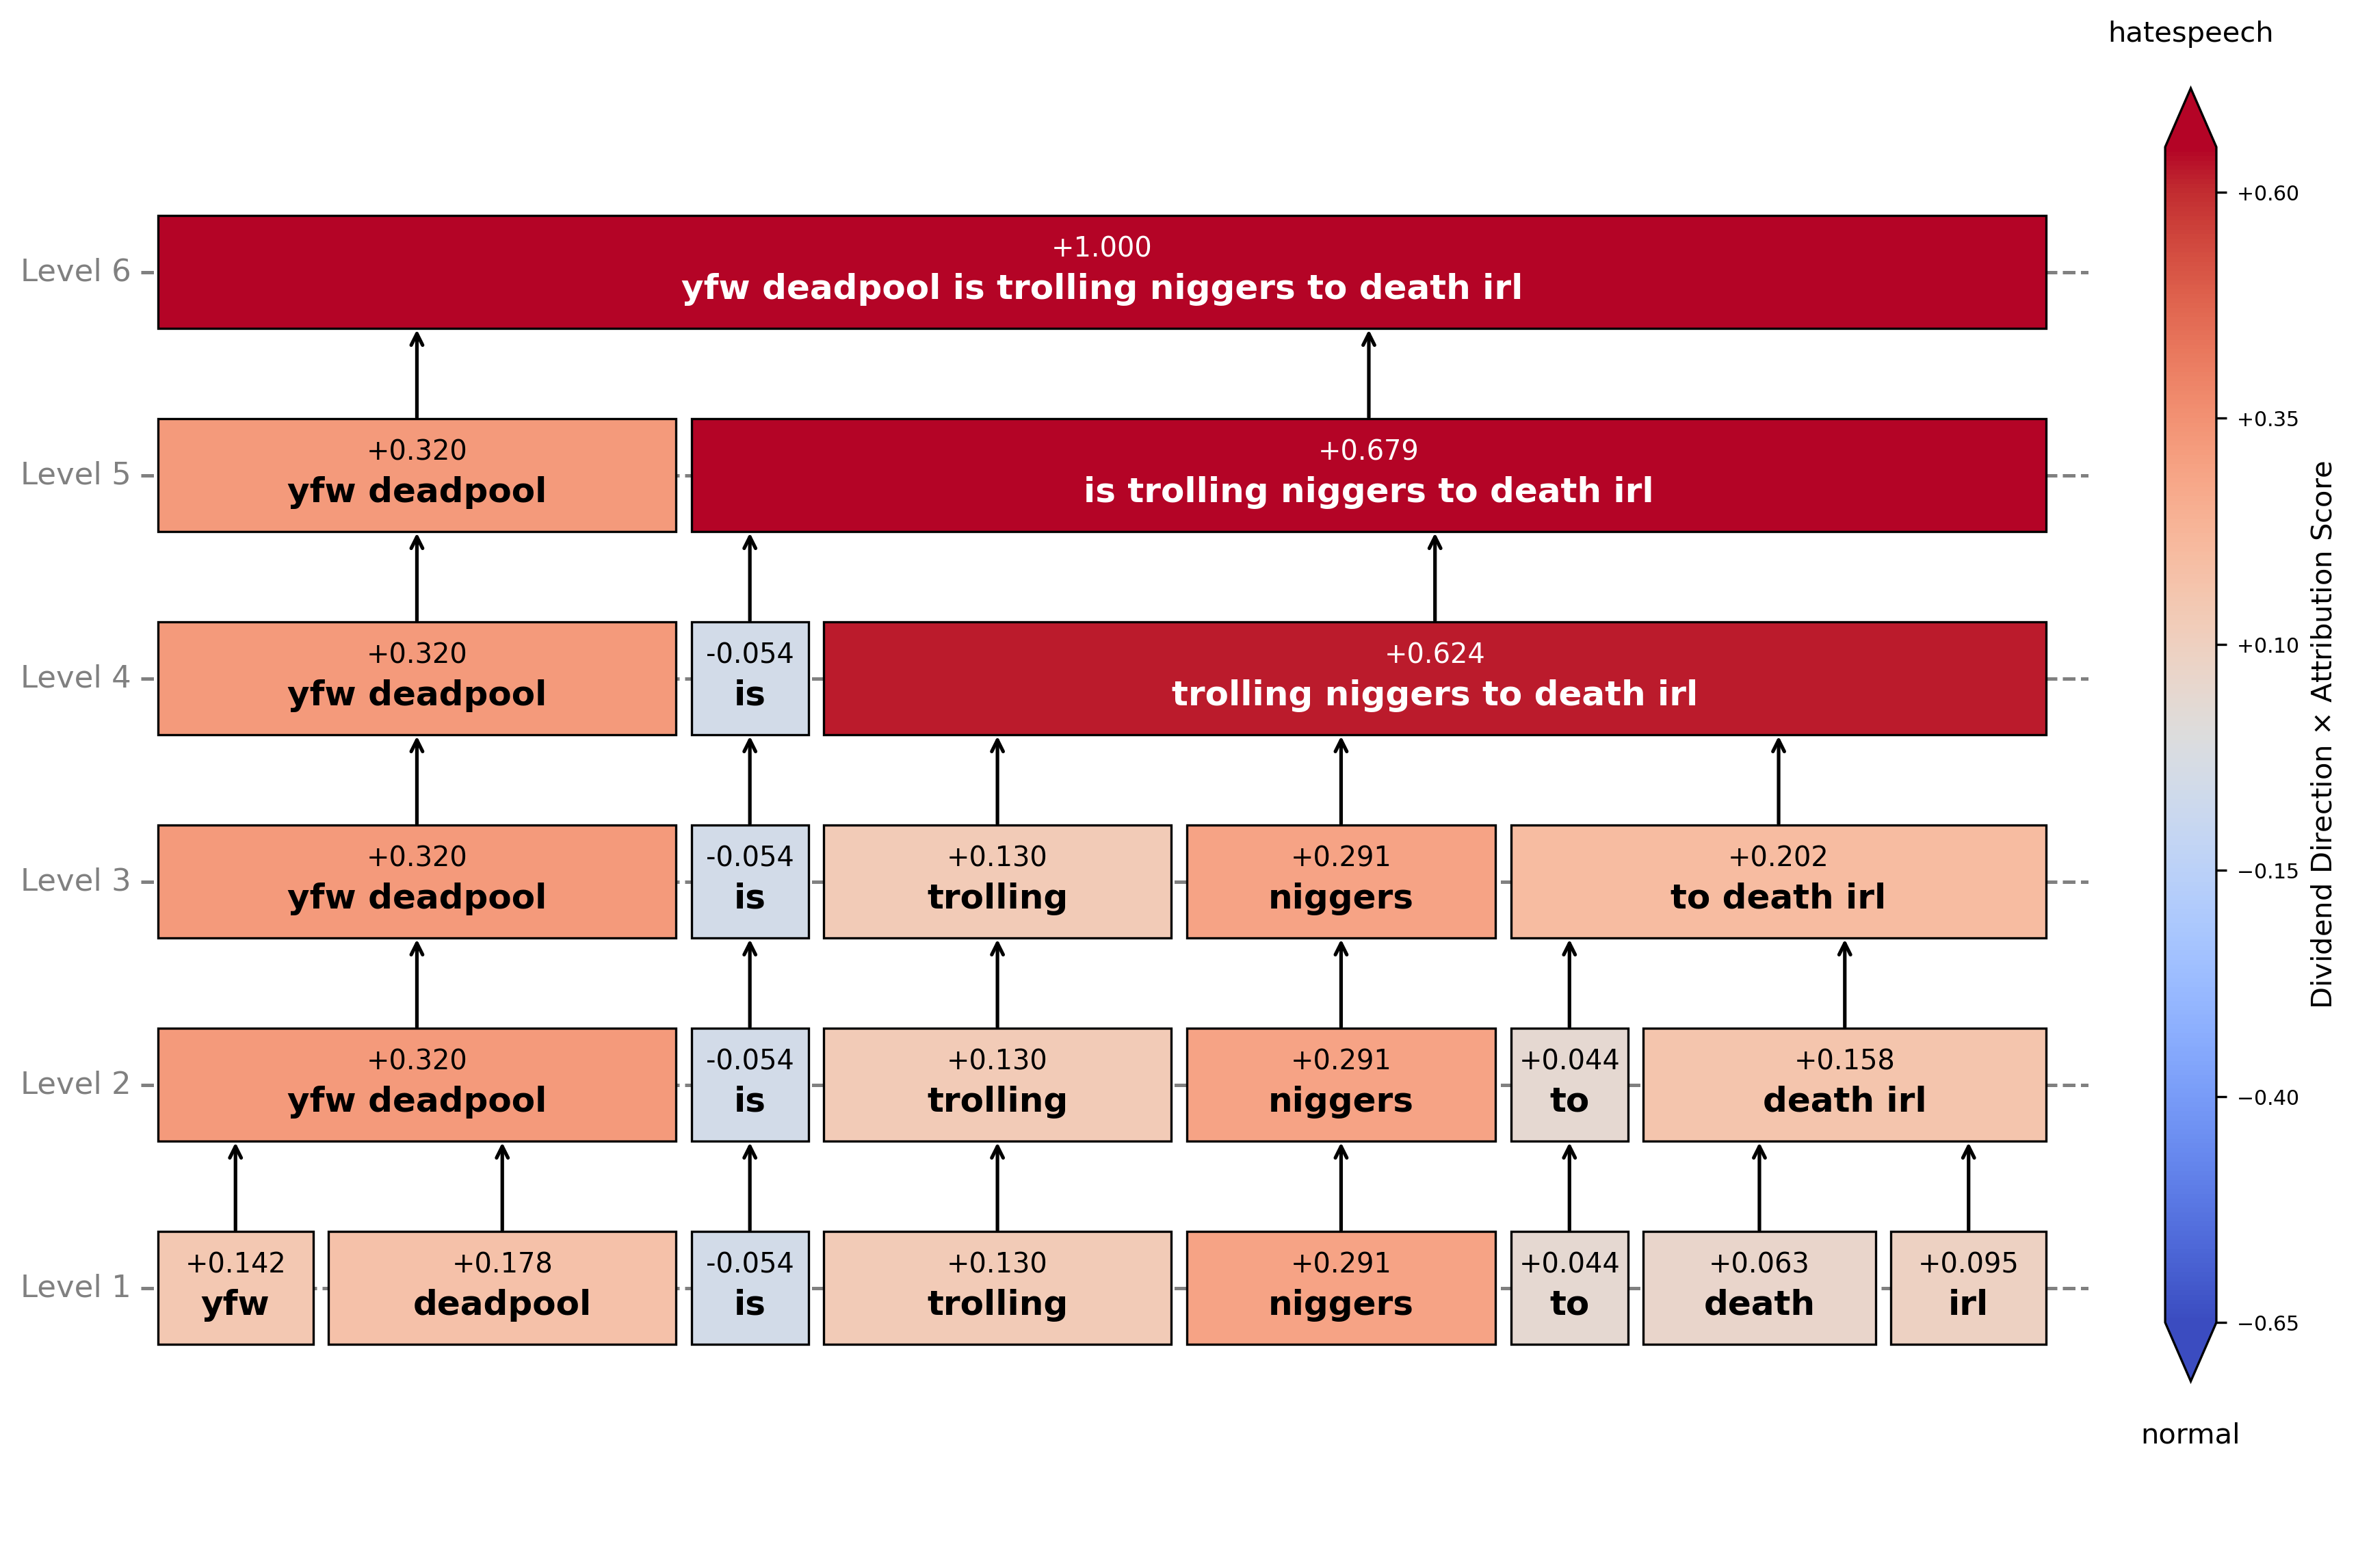 hatespeech
Level 6
+1.000
yfw deadpool is trolling niggers to death irl
Level 5
+0.320
yfw deadpool
+0.679
is trolling niggers to death irl
Level 4
+0.320
yfw deadpool
-0.054
is
+0.624
trolling niggers to death irl
Level 3
+0.320
yfw deadpool
-0.054
is
+0.130
trolling
+0.291
niggers
+0.202
to death irl
Level 2
+0.320
yfw deadpool
-0.054
is
+0.130
trolling
+0.291
niggers
+0.044
to
+0.158
death irl
Level 1
+0.142
yfw
+0.178
deadpool
-0.054
is
+0.130
trolling
+0.291
niggers
+0.044
to
+0.063
death
+0.095
irl
+0.60
+0.35
+0.10
−0.15
−0.40
−0.65
Dividend Direction × Attribution Score
normal